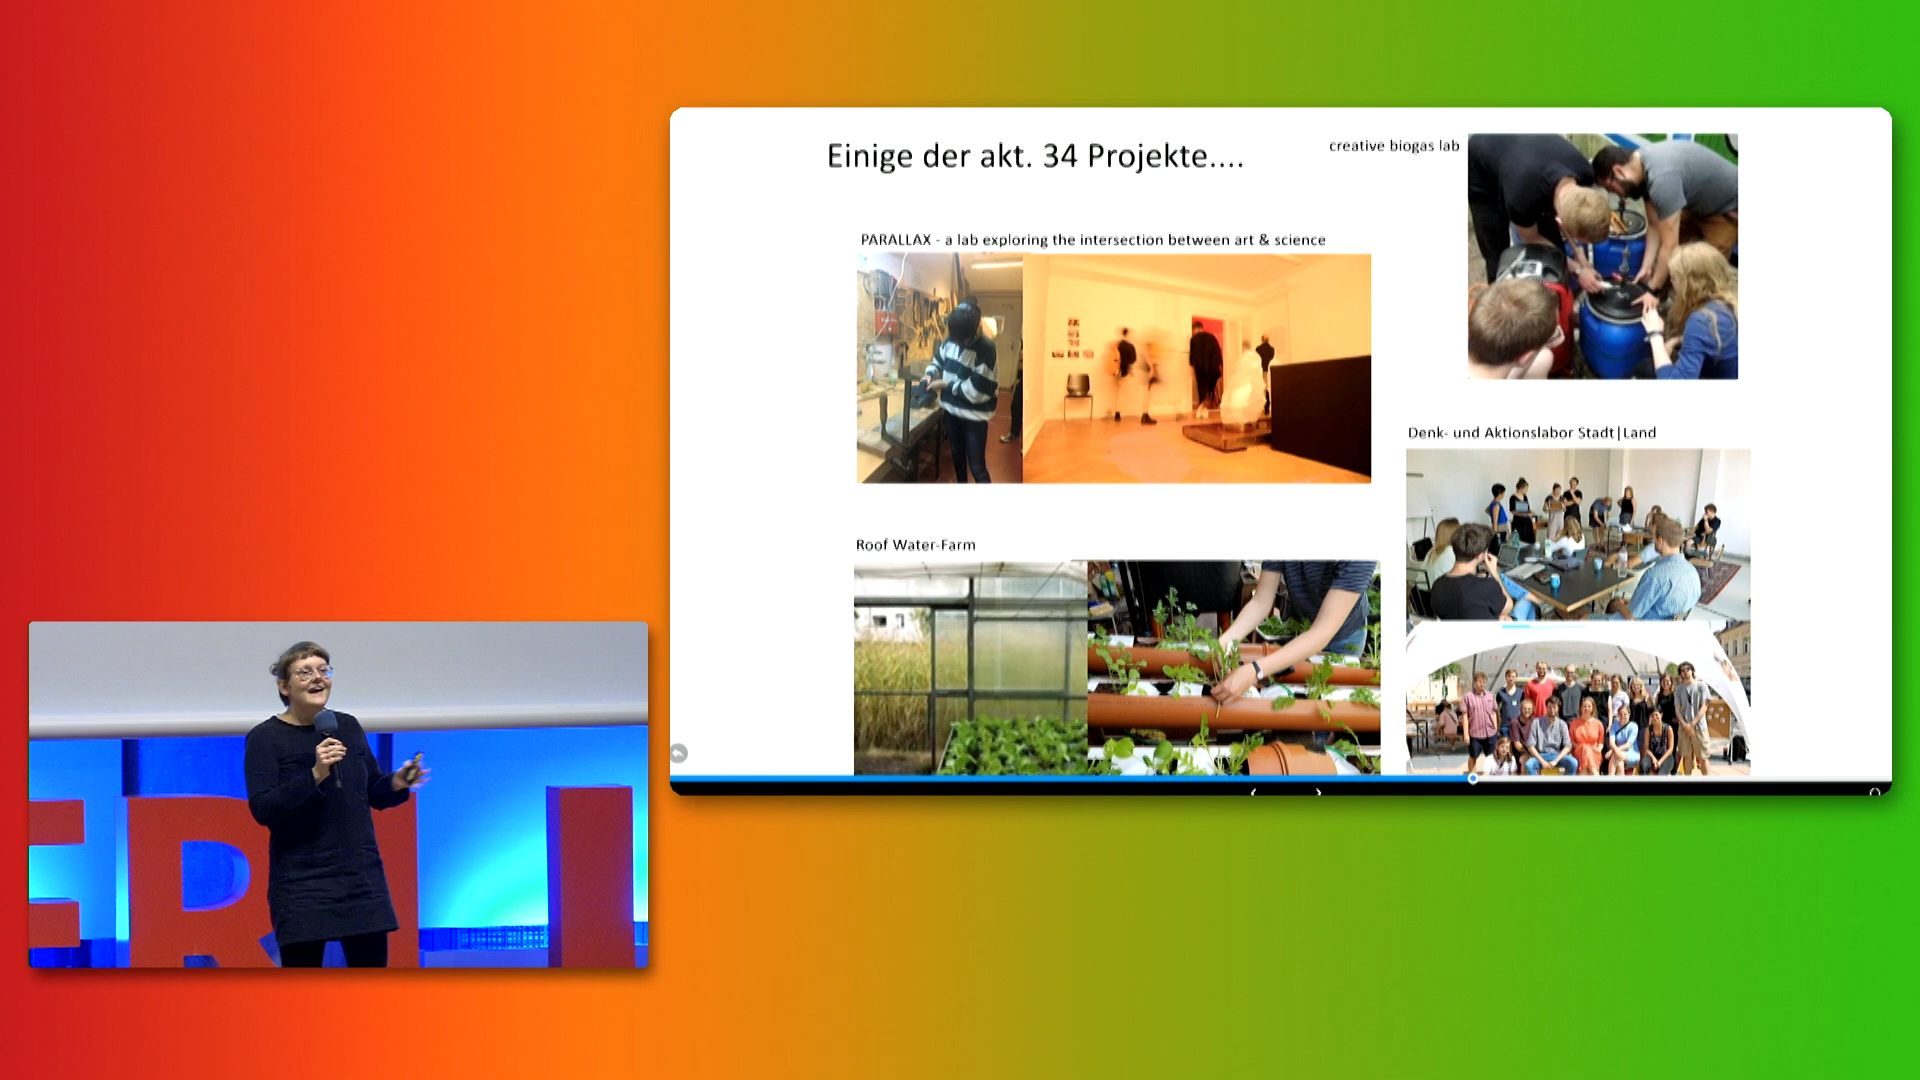 Einige der akt. 34 Projekte....
creative biogas lab
PARALLAX - a lab exploring the intersection between art & science
Denk- und Aktionslabor Stadt|Land
Roof Water-Farm
ERL